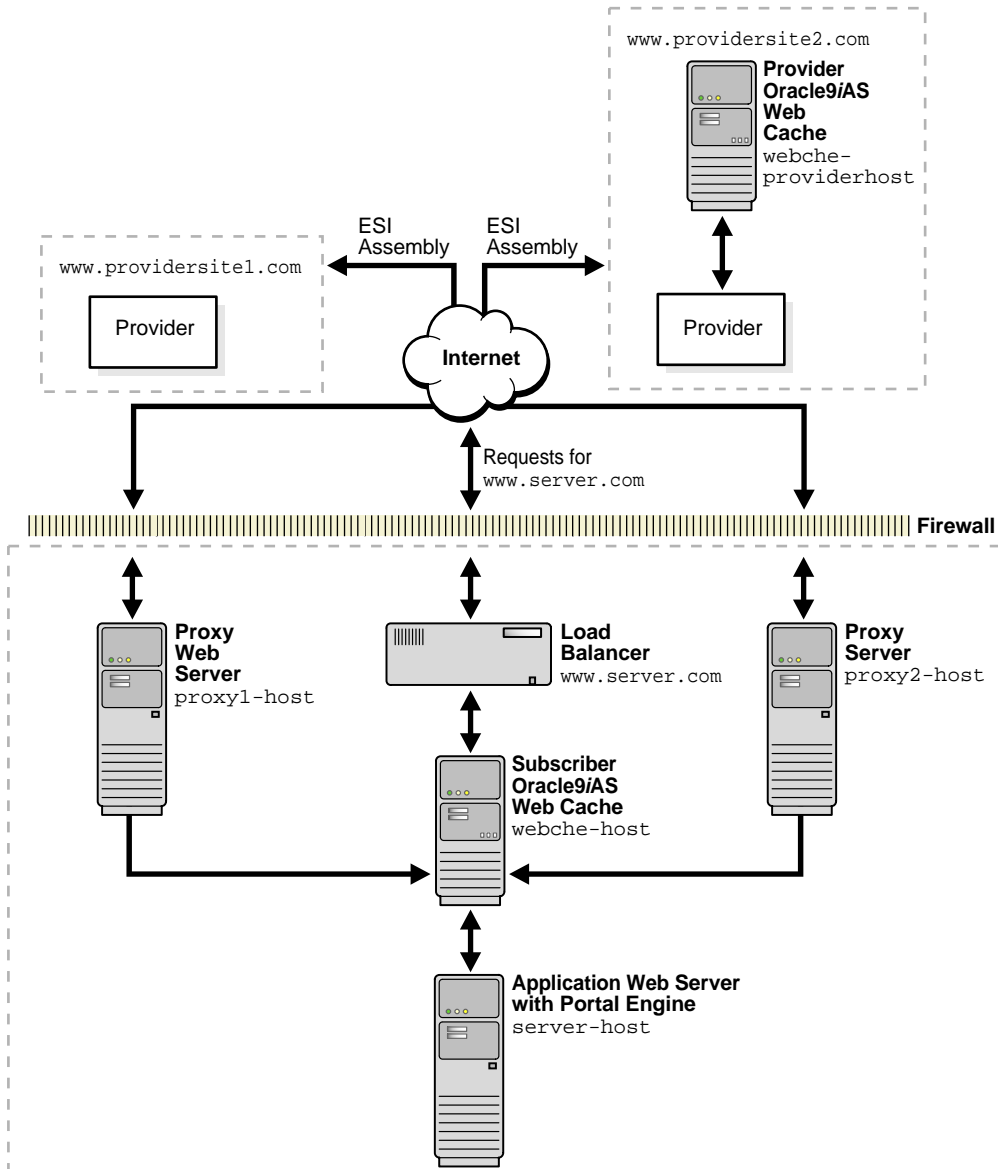 www.providersite2.com
Provider
Oracle9iAS
Web
Cache
webche-
providerhost
ESI
Assembly
ESI
Assembly
www.providersite1.com
Provider
Provider
Internet
Requests for
www.server.com
Firewall
Proxy
Web
Server
proxy1-host
Load
Balancer
www.server.com
Proxy
Server
proxy2-host
Subscriber
Oracle9iAS
Web Cache
webche-host
Application Web Server
with Portal Engine
server-host